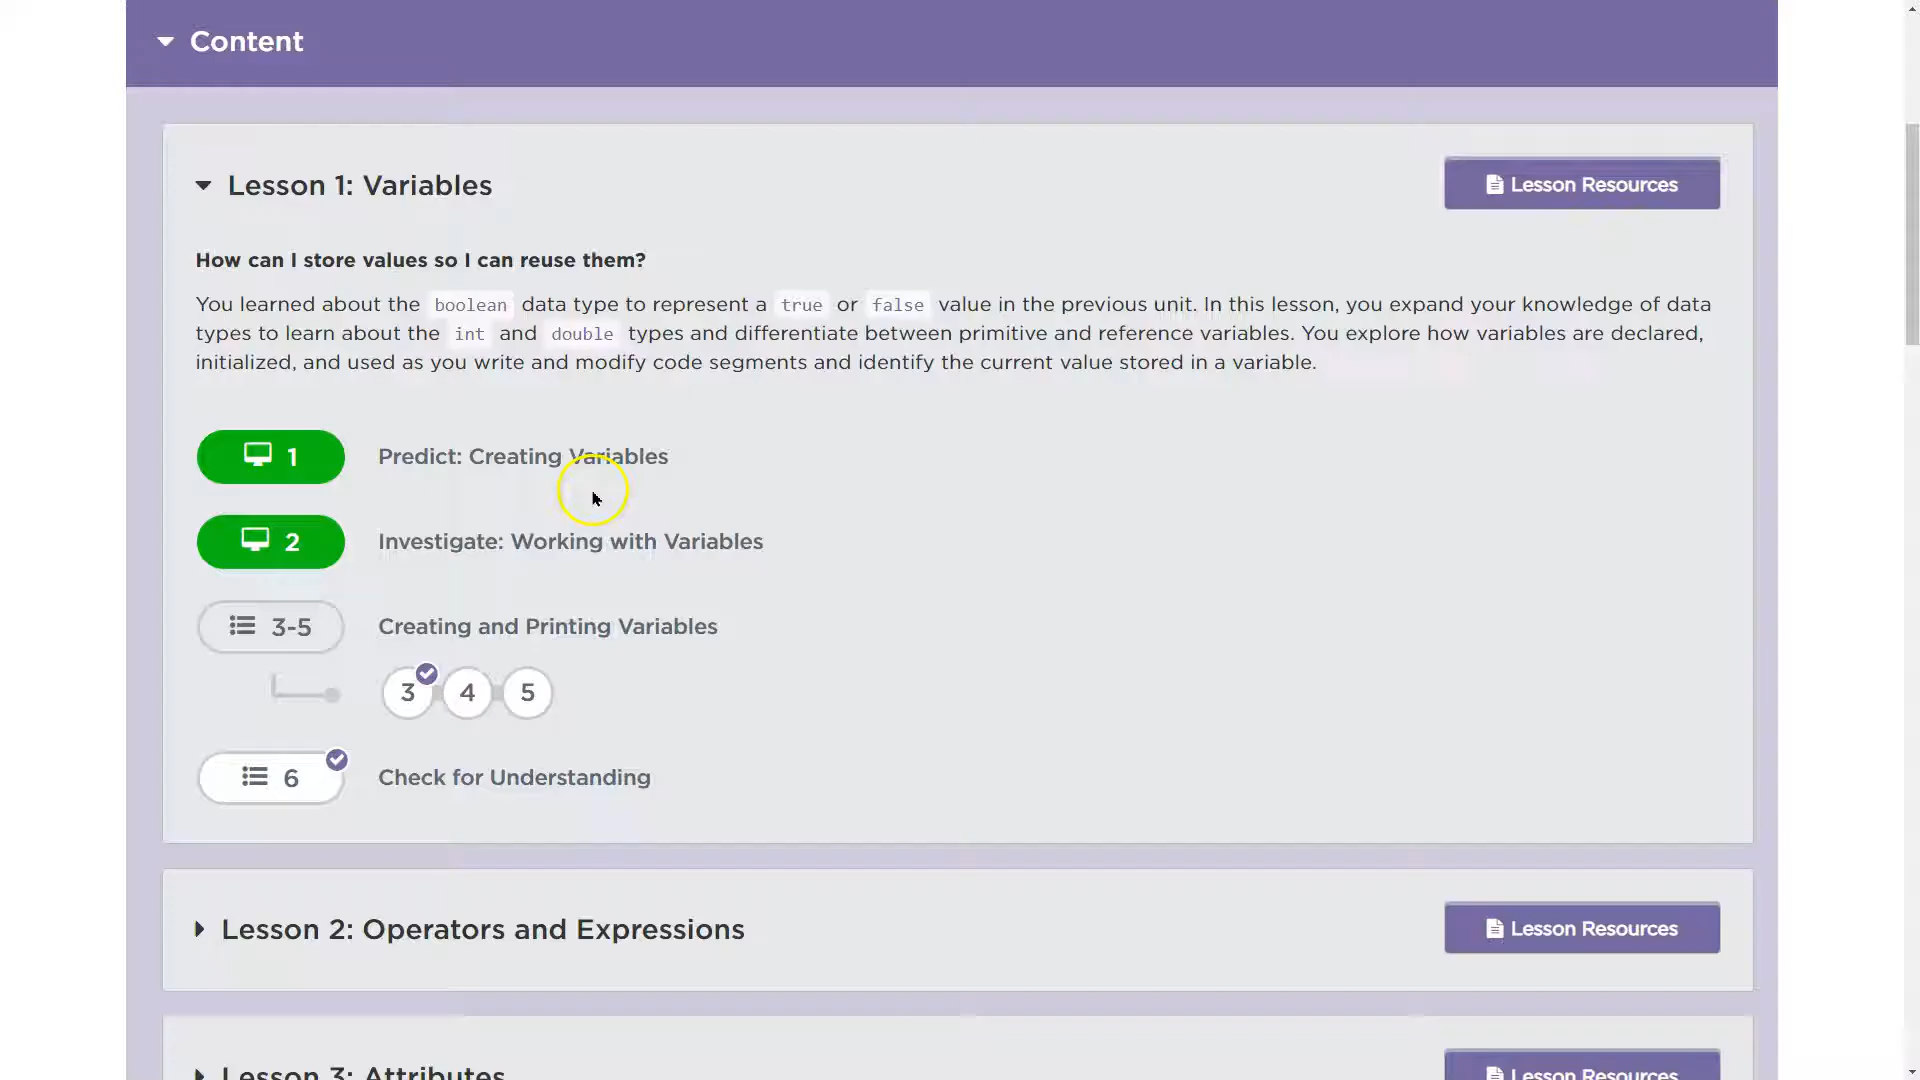 Content
Lesson 1: Variables
Lesson Resources
How can I store values so I can reuse them?
You learned about the boolean data type to represent a true or false value in the previous unit. In this lesson, you expand your knowledge of data
types to learn about the int and double types and differentiate between primitive and reference variables. You explore how variables are declared,
initialized, and used as you write and modify code segments and identify the current value stored in a variable.
1 Predict: Creating Variables
2 Investigate: Working with Variables
3-5 Creating and Printing Variables
3 4 5
6 Check for Understanding
Lesson 2: Operators and Expressions
Lesson Resources
Lesson 3: Attributes
Lesson Resources